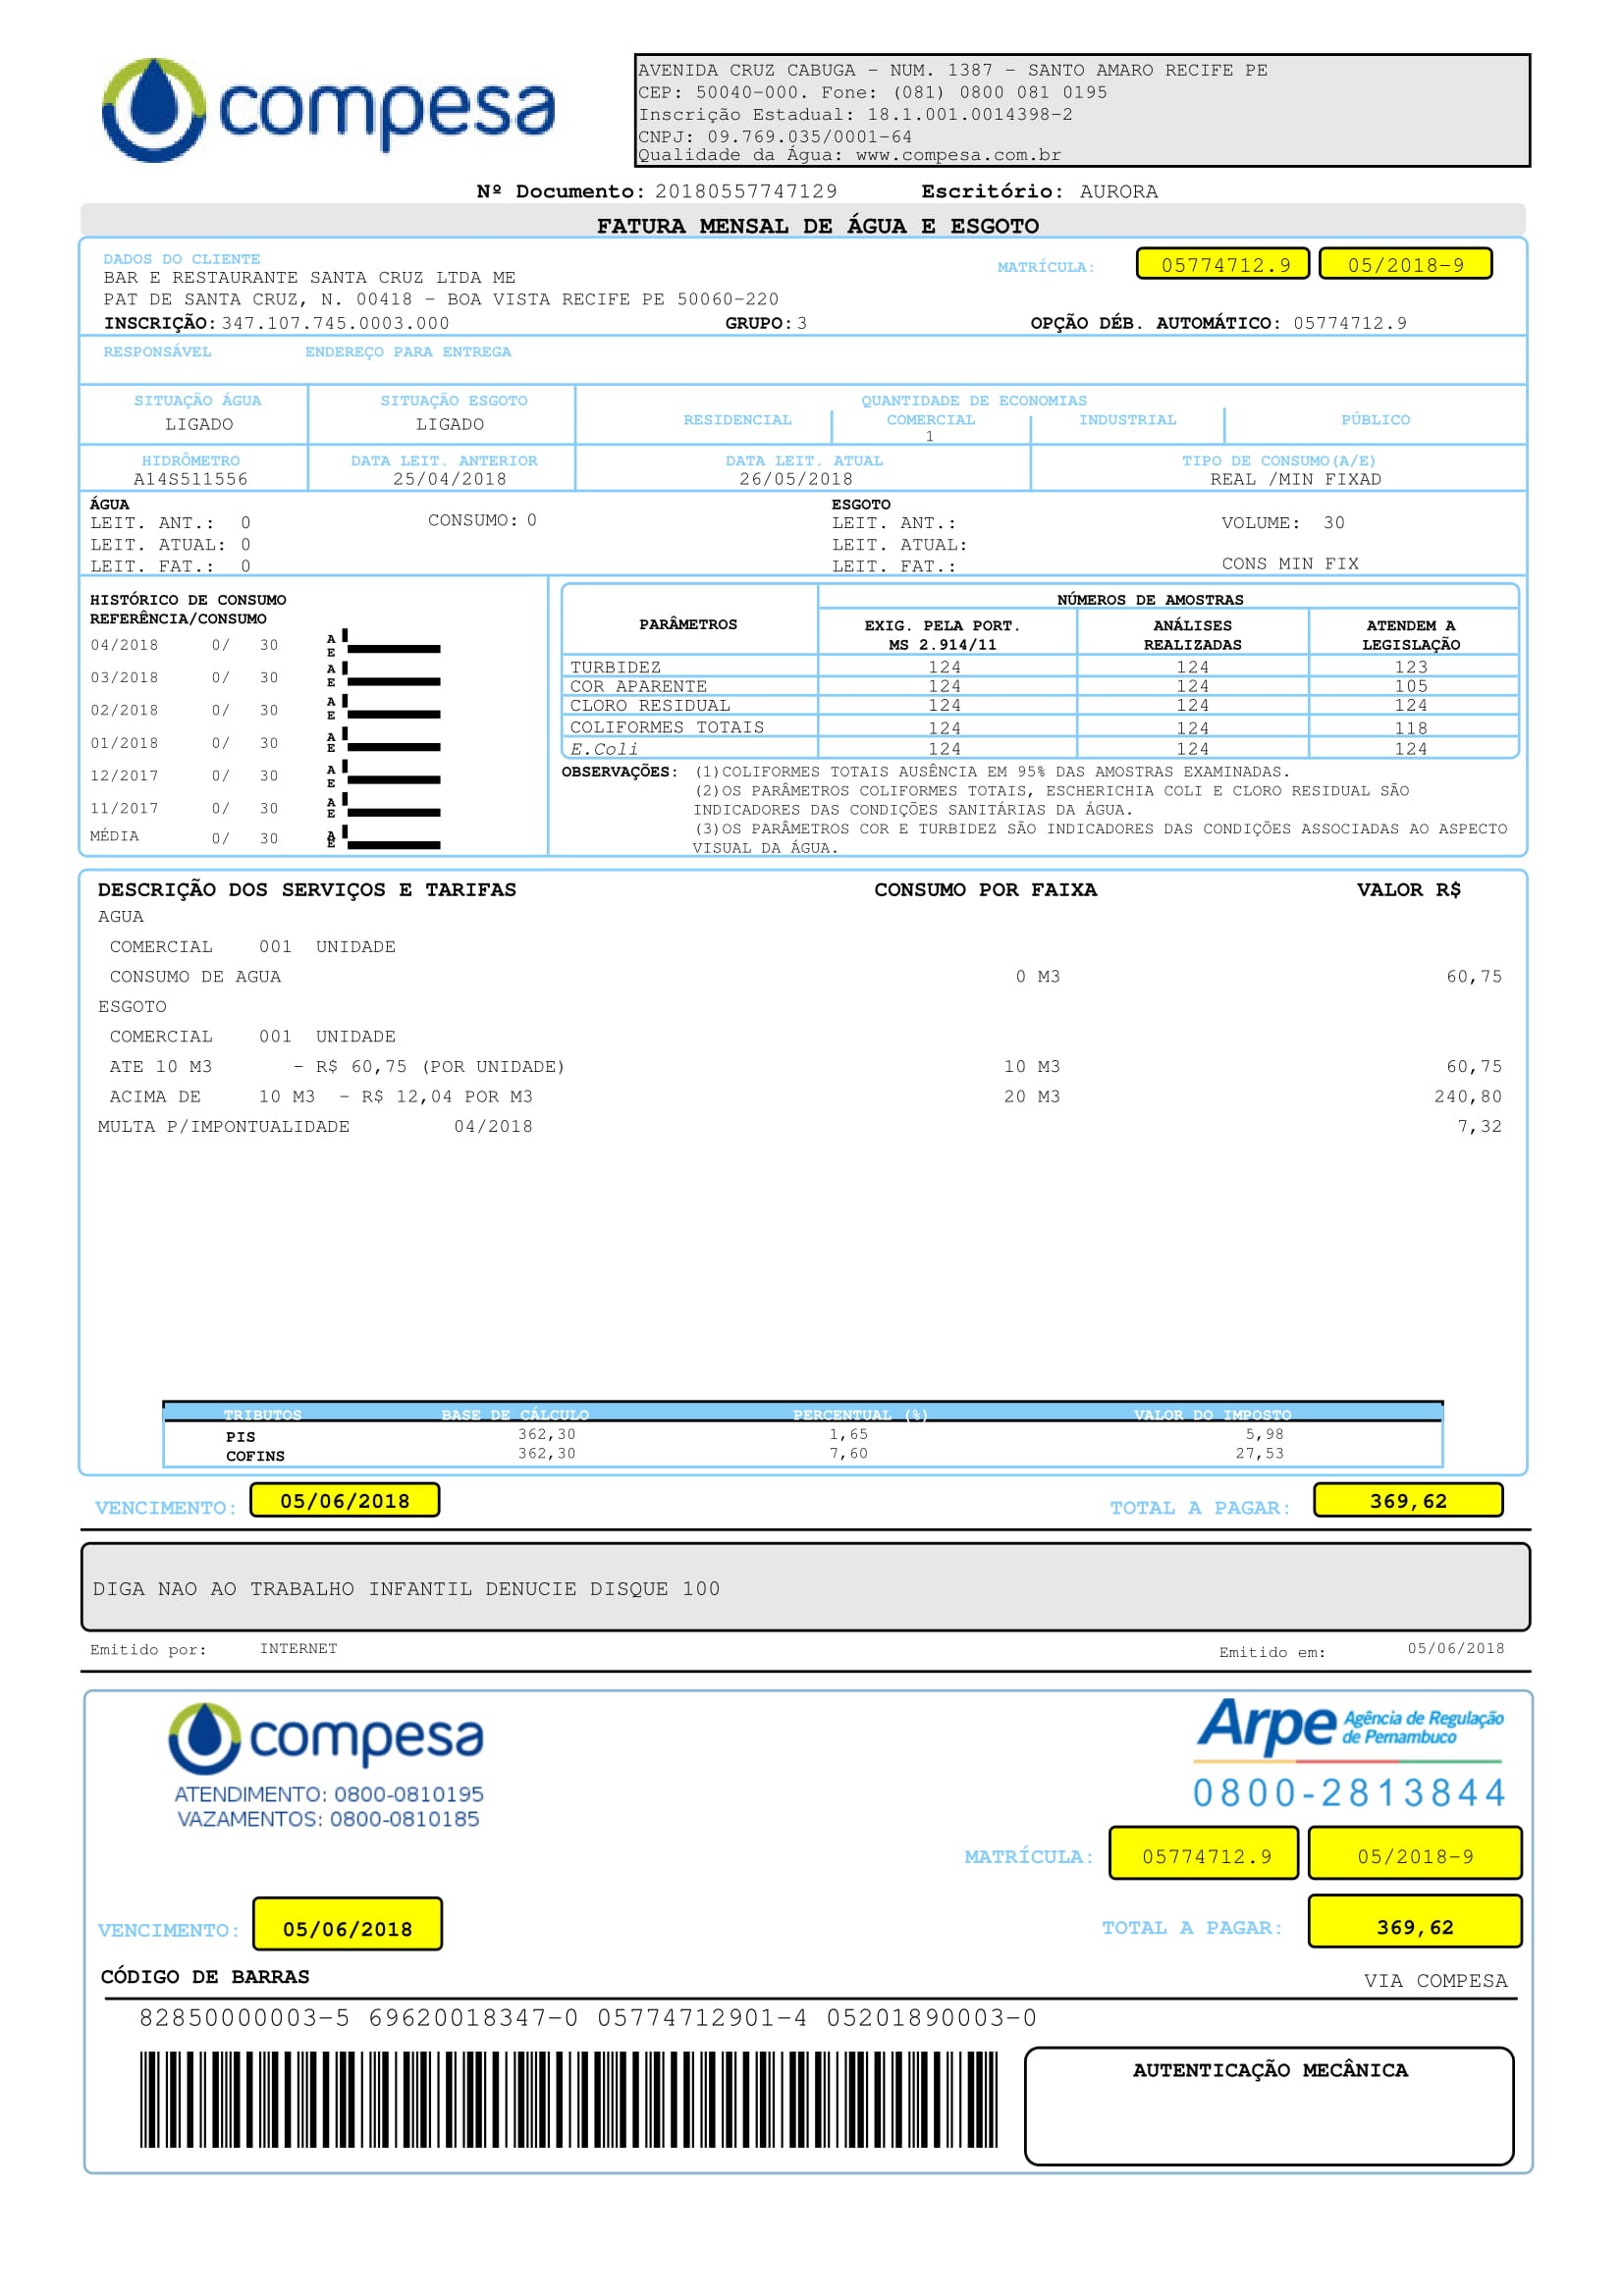 compesa
AVENIDA CRUZ CABUGA - NUM. 1387 - SANTO AMARO RECIFE PE
CEP: 50040-000. Fone: (081) 0800 081 0195
Inscrição Estadual: 18.1.001.0014398-2
CNPJ: 09.769.035/0001-64
Qualidade da Água: www.compesa.com.br
Nº Documento: 20180557747129 Escritório: AURORA
FATURA MENSAL DE ÁGUA E ESGOTO
DADOS DO CLIENTE
BAR E RESTAURANTE SANTA CRUZ LTDA ME
MATRÍCULA: 05774712.9 05/2018-9
PAT DE SANTA CRUZ, N. 00418 - BOA VISTA RECIFE PE 50060-220
INSCRIÇÃO: 347.107.745.0003.000 GRUPO: 3 OPÇÃO DÉB. AUTOMÁTICO: 05774712.9
RESPONSÁVEL ENDEREÇO PARA ENTREGA
SITUAÇÃO ÁGUA SITUAÇÃO ESGOTO QUANTIDADE DE ECONOMIAS
LIGADO LIGADO RESIDENCIAL COMERCIAL INDUSTRIAL PÚBLICO
1
HIDRÔMETRO DATA LEIT. ANTERIOR DATA LEIT. ATUAL TIPO DE CONSUMO(A/E)
A14S511556 25/04/2018 26/05/2018 REAL /MIN FIXAD
ÁGUA ESGOTO
LEIT. ANT.: 0 CONSUMO: 0 LEIT. ANT.: VOLUME: 30
LEIT. ATUAL: 0 LEIT. ATUAL:
LEIT. FAT.: 0 LEIT. FAT.: CONS MIN FIX
HISTÓRICO DE CONSUMO
REFERÊNCIA/CONSUMO
04/2018 0/ 30 A E
03/2018 0/ 30 A E
02/2018 0/ 30 A E
01/2018 0/ 30 A E
12/2017 0/ 30 A E
11/2017 0/ 30 A E
MÉDIA 0/ 30 A E
PARÂMETROS NÚMEROS DE AMOSTRAS
EXIG. PELA PORT. ANÁLISES ATENDEM A
MS 2.914/11 REALIZADAS LEGISLAÇÃO
TURBIDEZ 124 124 123
COR APARENTE 124 124 105
CLORO RESIDUAL 124 124 124
COLIFORMES TOTAIS 124 124 118
E.Coli 124 124 124
OBSERVAÇÕES: (1)COLIFORMES TOTAIS AUSÊNCIA EM 95% DAS AMOSTRAS EXAMINADAS.
(2)OS PARÂMETROS COLIFORMES TOTAIS, ESCHERICHIA COLI E CLORO RESIDUAL SÃO
INDICADORES DAS CONDIÇÕES SANITÁRIAS DA ÁGUA.
(3)OS PARÂMETROS COR E TURBIDEZ SÃO INDICADORES DAS CONDIÇÕES ASSOCIADAS AO ASPECTO
VISUAL DA ÁGUA.
DESCRIÇÃO DOS SERVIÇOS E TARIFAS CONSUMO POR FAIXA VALOR R$
AGUA
COMERCIAL 001 UNIDADE
CONSUMO DE AGUA 0 M3 60,75
ESGOTO
COMERCIAL 001 UNIDADE
ATE 10 M3 - R$ 60,75 (POR UNIDADE) 10 M3 60,75
ACIMA DE 10 M3 - R$ 12,04 POR M3 20 M3 240,80
MULTA P/IMPONTUALIDADE 04/2018 7,32
TRIBUTOS BASE DE CÁLCULO PERCENTUAL (%) VALOR DO IMPOSTO
PIS 362,30 1,65 5,98
COFINS 362,30 7,60 27,53
VENCIMENTO: 05/06/2018 TOTAL A PAGAR: 369,62
DIGA NAO AO TRABALHO INFANTIL DENUCIE DISQUE 100
Emitido por: INTERNET Emitido em: 05/06/2018
compesa
ATENDIMENTO: 0800-0810195
VAZAMENTOS: 0800-0810185
Arpe Agência de Regulação
de Pernambuco
0800-2813844
MATRÍCULA: 05774712.9 05/2018-9
VENCIMENTO: 05/06/2018 TOTAL A PAGAR: 369,62
CÓDIGO DE BARRAS VIA COMPESA
82850000003-5 69620018347-0 05774712901-4 05201890003-0
AUTENTICAÇÃO MECÂNICA